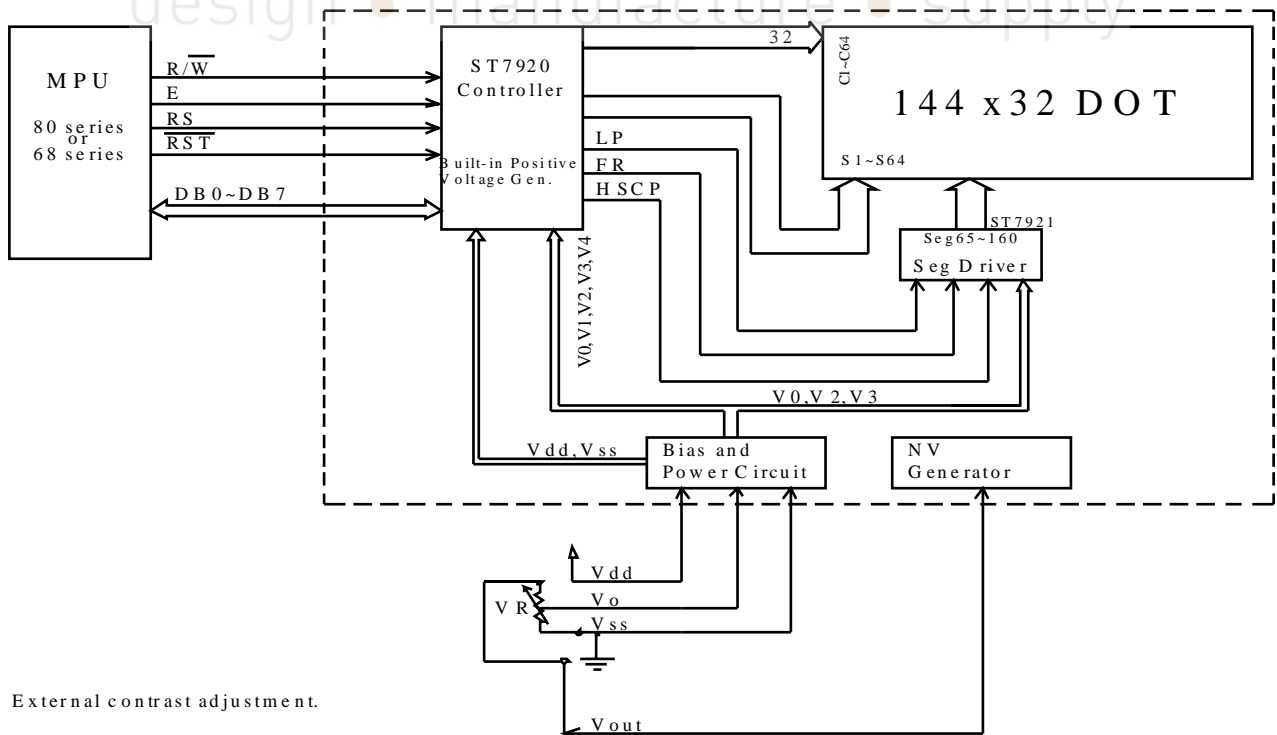 design • manufacture • supply
MPU
80 series
or
68 series
R/W
E
RS
RST
DB0~DB7
ST7920
Controller
Built-in Positive
Voltage Gen.
LP
FR
HSCP
32
C1~C64
144 x32 DOT
S1~S64
ST7921
Seg65~160
Seg Driver
V0,V1,V2,V3,V4
V0,V2,V3
Vdd,Vss
Bias and
Power Circuit
NV
Generator
Vdd
VR
Vo
Vss
External contrast adjustment.
Vout